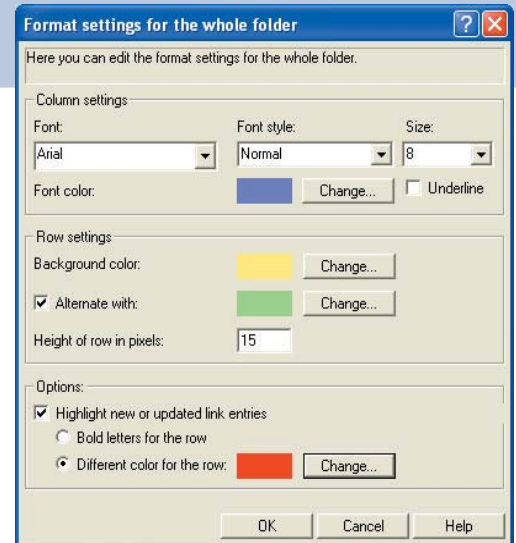 Format settings for the whole folder
Here you can edit the format settings for the whole folder.
Column settings
Font: Font style: Size:
Arial Normal 8
Font color: Change... Underline
Row settings
Background color: Change...
Alternate with: Change...
Height of row in pixels: 15
Options:
Highlight new or updated link entries
Bold letters for the row
Different color for the row: Change...
OK Cancel Help